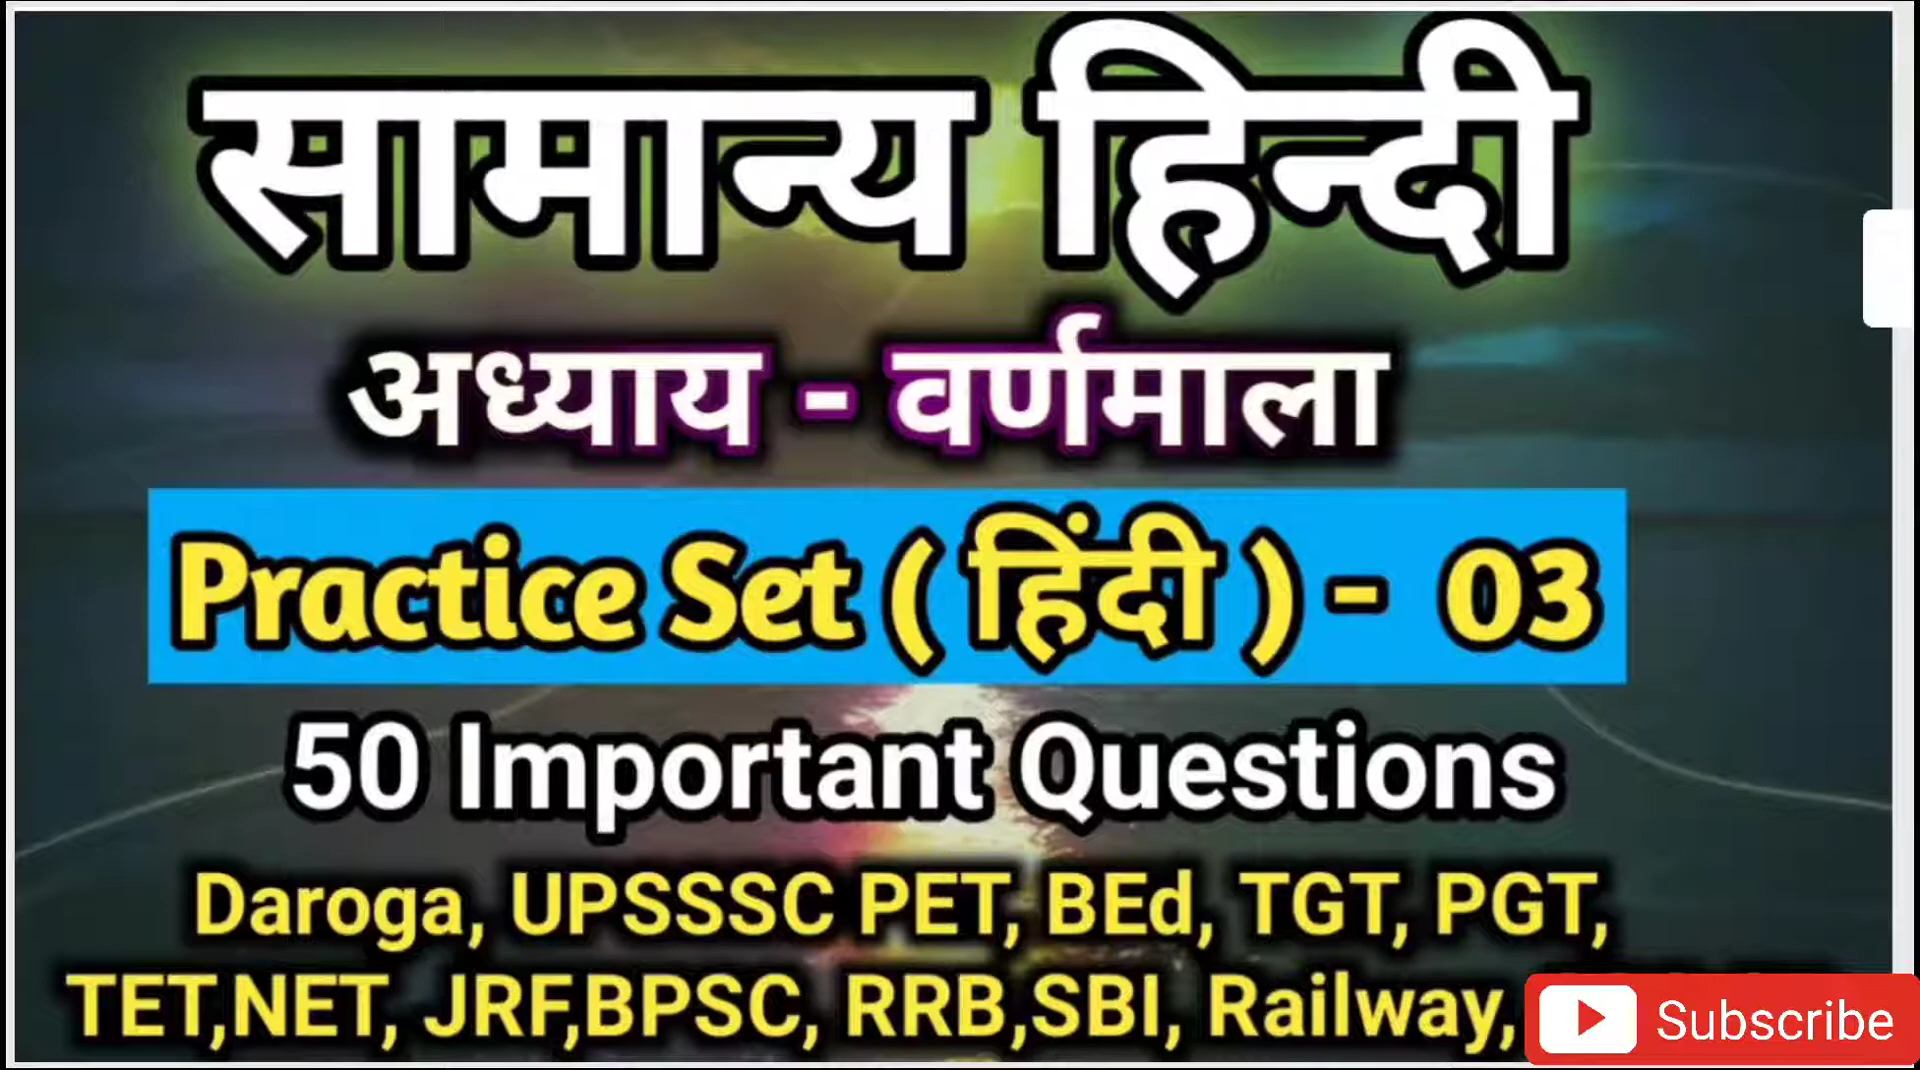 सामान्य हिन्दी
अध्याय - वर्णमाला
Practice Set ( हिंदी ) - 03
50 Important Questions
Daroga, UPSSSC PET, BEd, TGT, PGT,
TET,NET, JRF,BPSC, RRB,SBI, Railway,
Subscribe